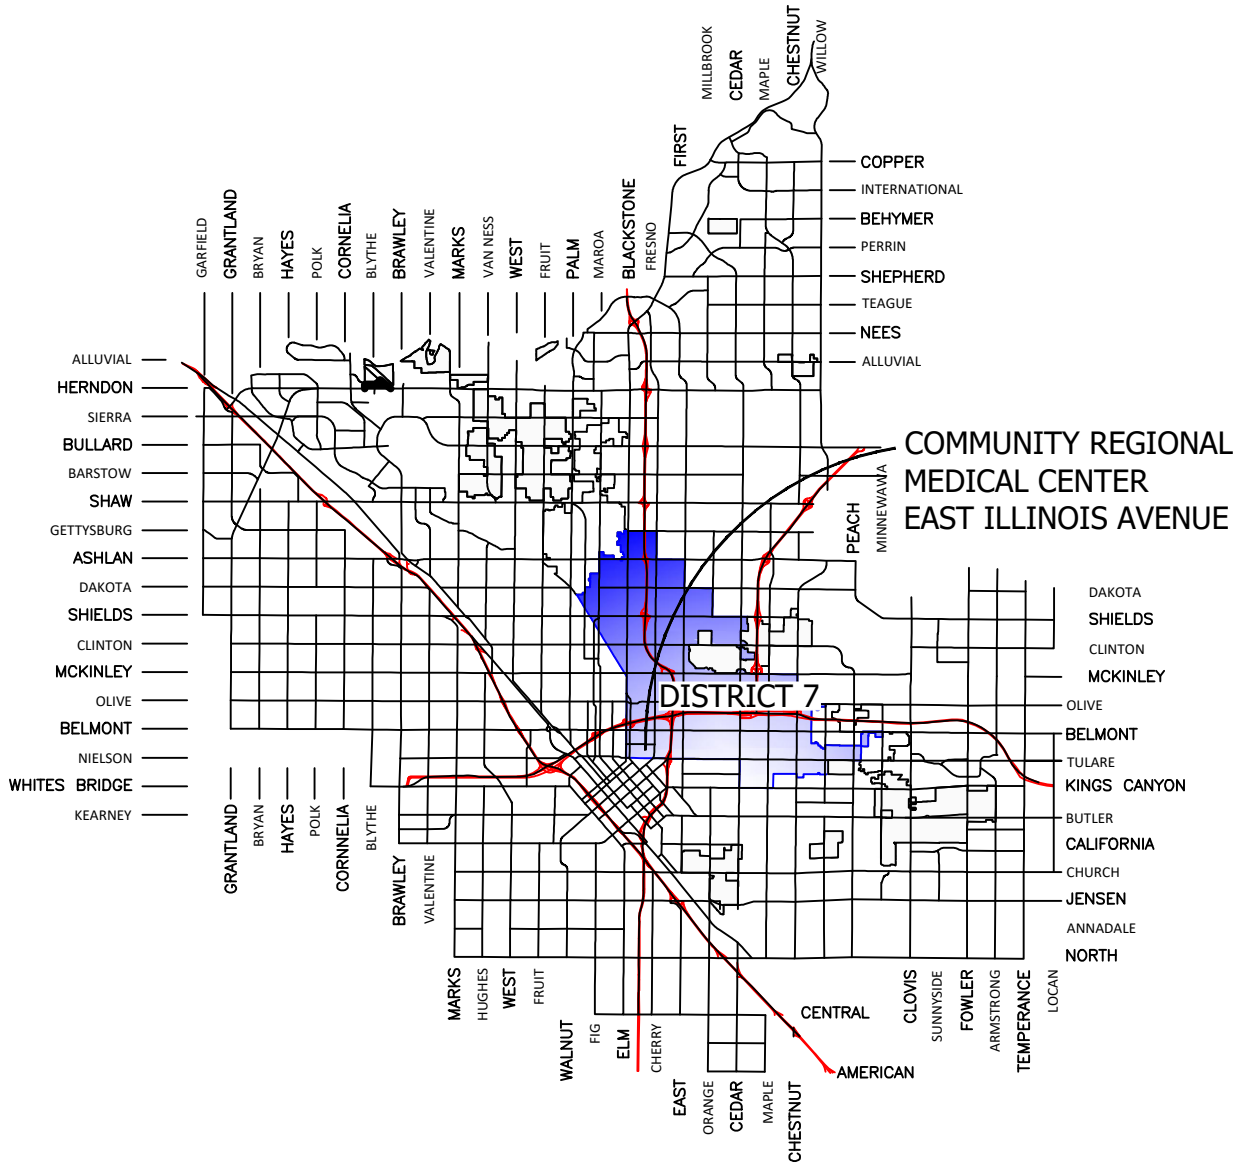 MILLBROOK
CEDAR
MAPLE
CHESTNUT
WILLOW
FIRST
COPPER
INTERNATIONAL
BEHYMER
PERRIN
SHEPHERD
TEAGUE
NEES
ALLUVIAL
GARFIELD
GRANTLAND
BRYAN
HAYES
POLK
CORNELIA
BLYTHE
BRAWLEY
VALENTINE
MARKS
VAN NESS
WEST
FRUIT
PALM
MAROA
BLACKSTONE
FRESNO
ALLUVIAL
HERNDON
SIERRA
BULLARD
BARSTOW
SHAW
GETTYSBURG
ASHLAN
DAKOTA
SHIELDS
CLINTON
MCKINLEY
OLIVE
BELMONT
NIELSON
WHITES BRIDGE
KEARNEY
COMMUNITY REGIONAL
MEDICAL CENTER
EAST ILLINOIS AVENUE
PEACH
MINNEWAWA
DISTRICT 7
DAKOTA
SHIELDS
CLINTON
MCKINLEY
OLIVE
BELMONT
TULARE
KINGS CANYON
BUTLER
CALIFORNIA
CHURCH
JENSEN
ANNADALE
NORTH
GRANTLAND
BRYAN
HAYES
POLK
CORNNELIA
BLYTHE
BRAWLEY
VALENTINE
MARKS
HUGHES
WEST
FRUIT
WALNUT
FIG
ELM
CHERRY
EAST
ORANGE
CEDAR
MAPLE
CHESTNUT
CENTRAL
AMERICAN
CLOVIS
SUNNYSIDE
FOWLER
ARMSTRONG
TEMPERANCE
LOCAN